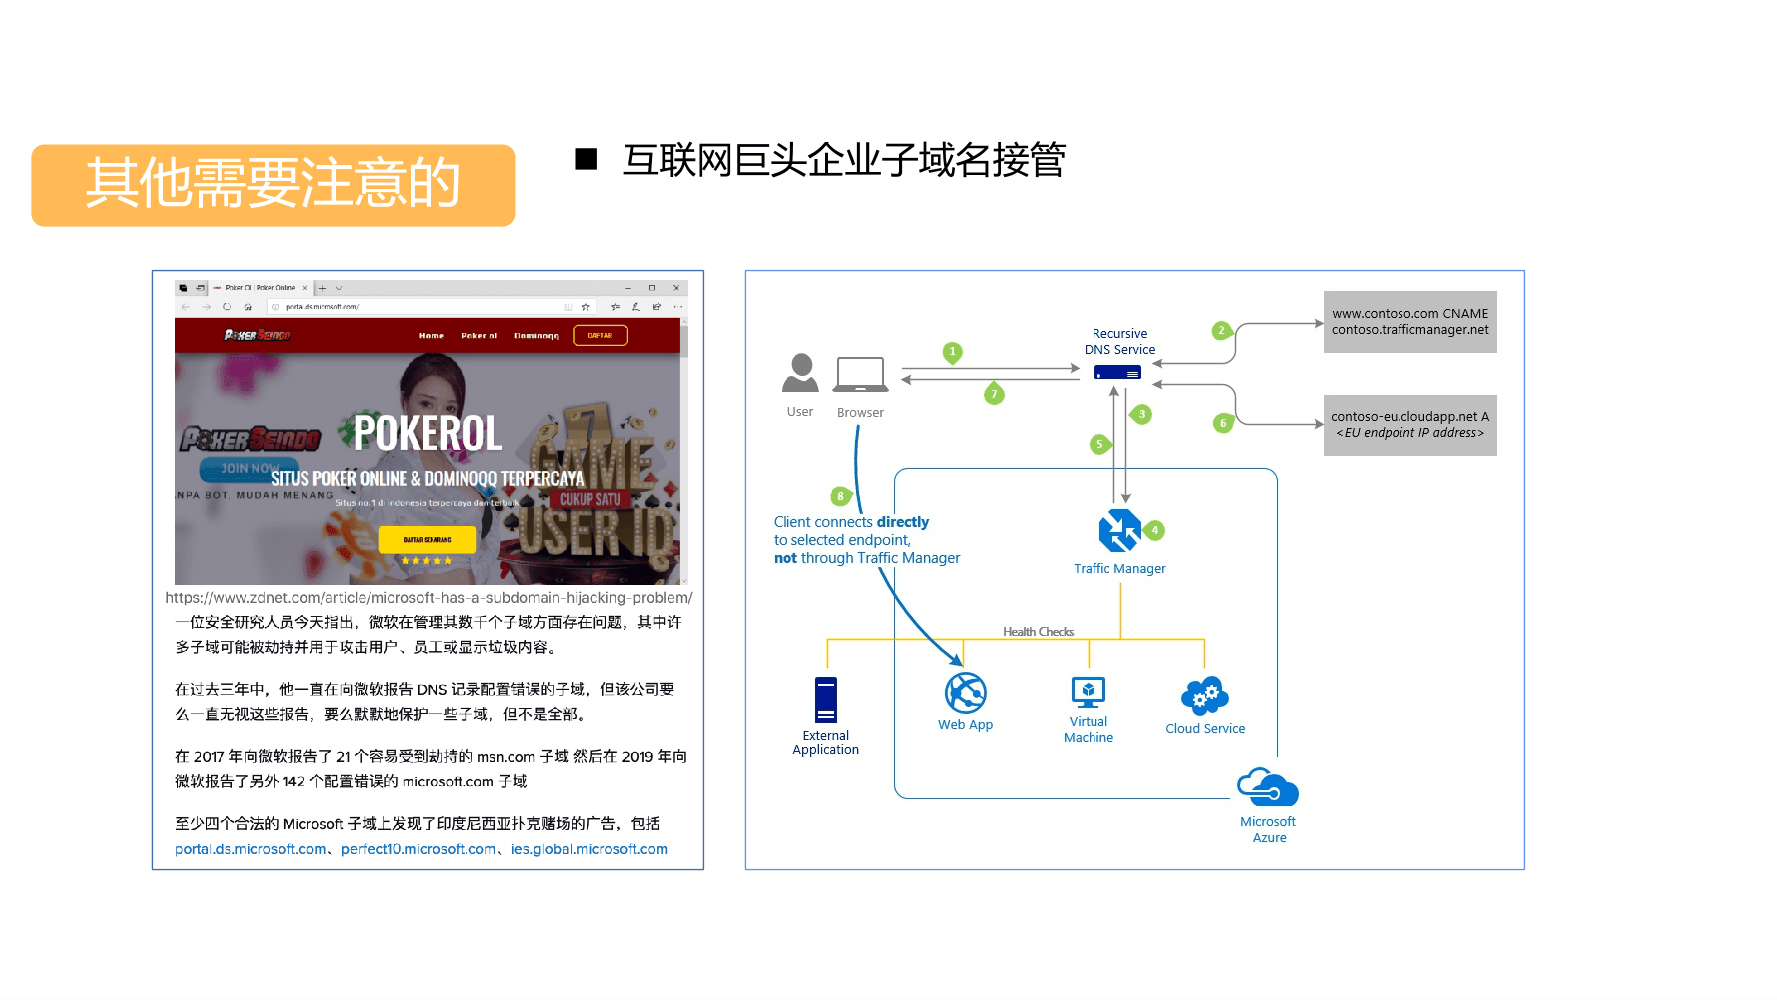 其他需要注意的
■ 互联网巨头企业子域名接管
Poker Ol | Poker Online
portal.ds.microsoft.com/
POKERSEINDO
Home Poker ol Dominoqq DAFTAR
POKERSEINDO
JOIN NOW
NPA BOT, MUDAH MENANG
POKEROL
SITUS POKER ONLINE & DOMINOQQ TERPERCAYA
Situs no.1 di indonesia terpercaya dan terbaik
DAFTAR SEKARANG
7
GAME
CUKUP SATU
USER ID
https://www.zdnet.com/article/microsoft-has-a-subdomain-hijacking-problem/
一位安全研究人员今天指出，微软在管理其数千个子域方面存在问题，其中许
多子域可能被劫持并用于攻击用户、员工或显示垃圾内容。
在过去三年中，他一直在向微软报告 DNS 记录配置错误的子域，但该公司要
么一直无视这些报告，要么默默地保护一些子域，但不是全部。
在 2017 年向微软报告了 21 个容易受到劫持的 msn.com 子域 然后在 2019 年向
微软报告了另外 142 个配置错误的 microsoft.com 子域
至少四个合法的 Microsoft 子域上发现了印度尼西亚扑克赌场的广告，包括
portal.ds.microsoft.com、perfect10.microsoft.com、ies.global.microsoft.com
User
Browser
1
7
Recursive
DNS Service
2
www.contoso.com CNAME
contoso.trafficmanager.net
6
contoso-eu.cloudapp.net A
<EU endpoint IP address>
3
5
8
Client connects directly
to selected endpoint,
not through Traffic Manager
4
Traffic Manager
Health Checks
External
Application
Web App
Virtual
Machine
Cloud Service
Microsoft
Azure